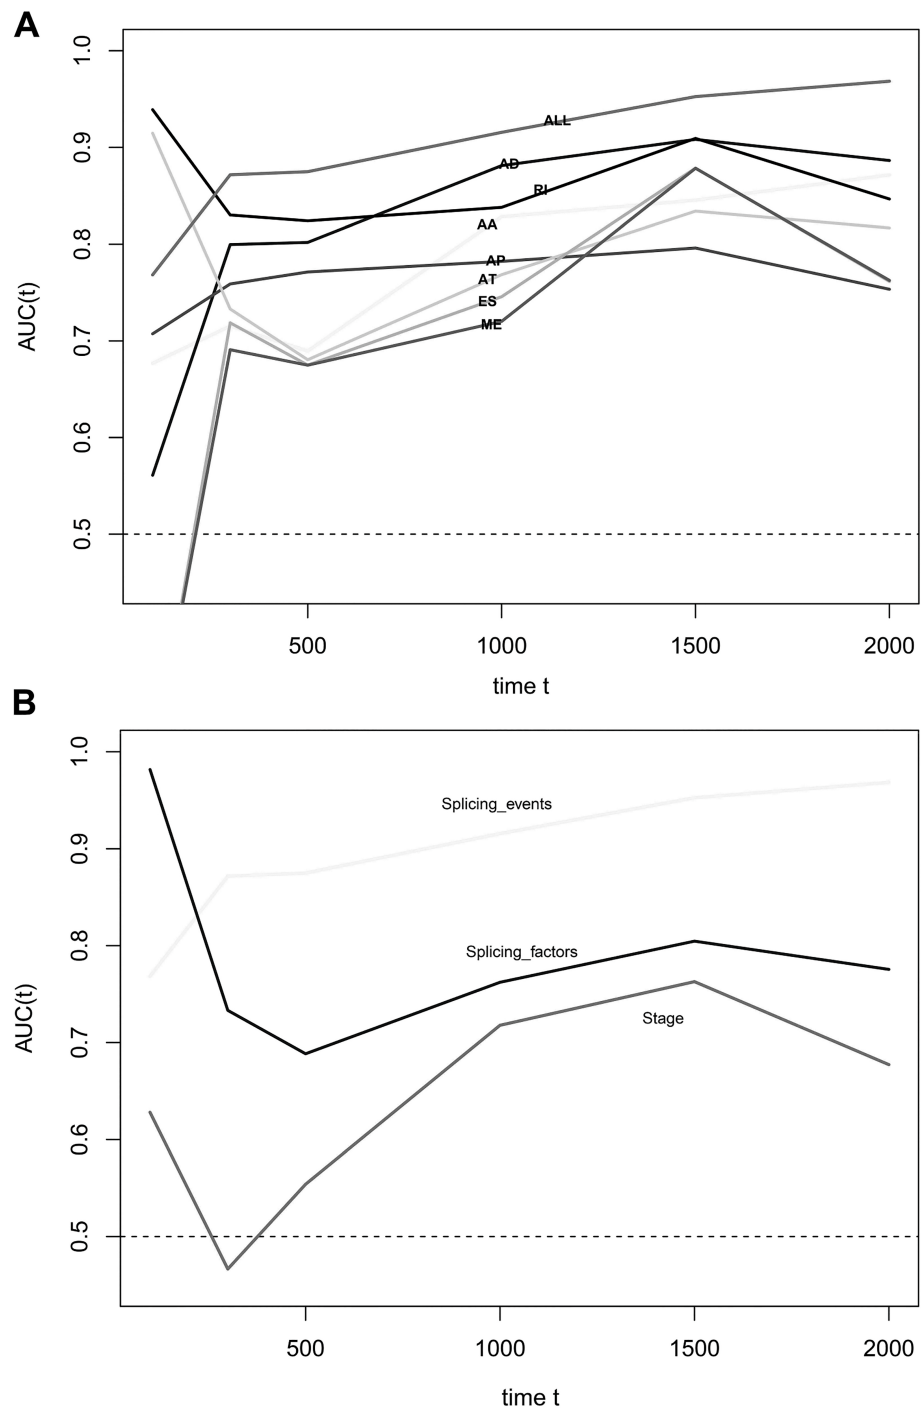 A
1.0
0.9
0.8
0.7
0.6
0.5
AUC(t)
ALL
AD
RI
AA
AP
AT
ES
ME
500 1000 1500 2000
time t
B
1.0
0.9
0.8
0.7
0.6
0.5
AUC(t)
Splicing_events
Splicing_factors
Stage
500 1000 1500 2000
time t